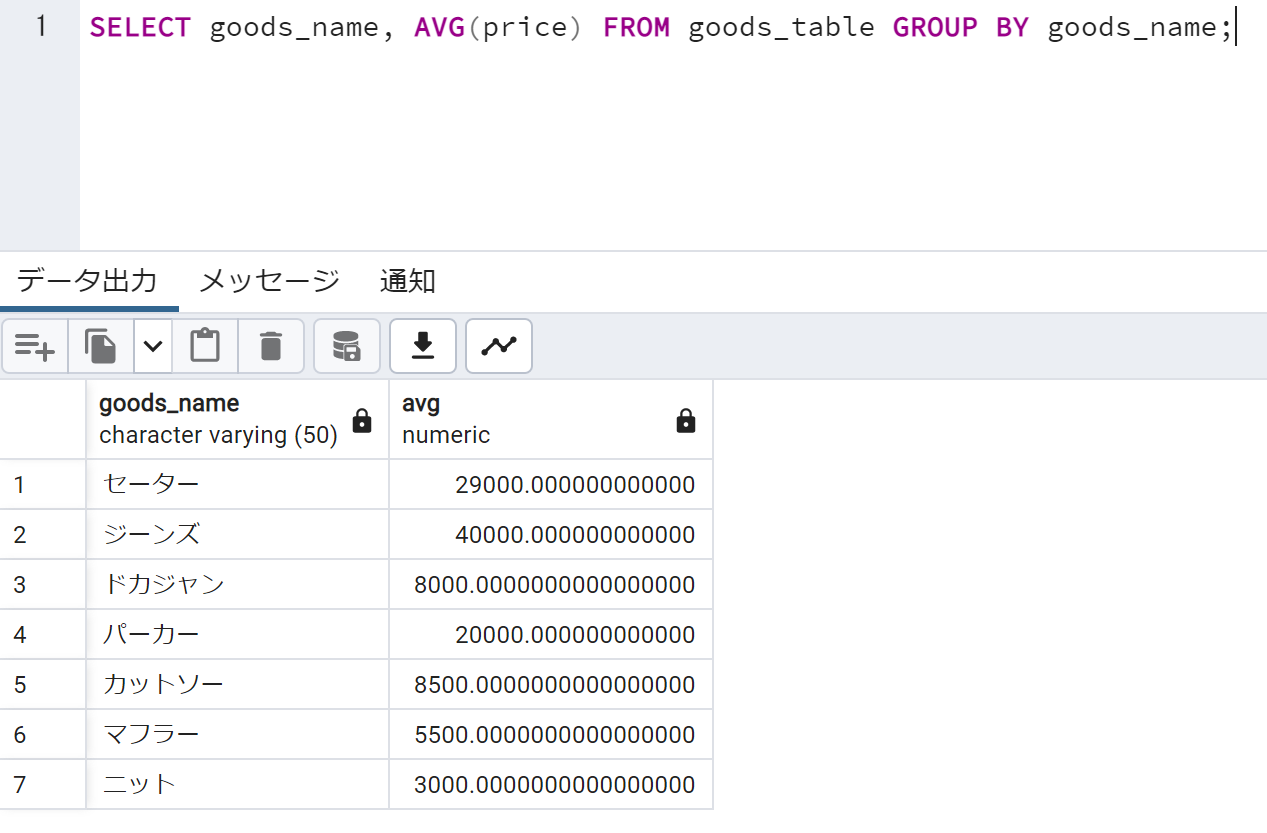 1 SELECT goods_name, AVG(price) FROM goods_table GROUP BY goods_name;
データ出力 メッセージ 通知
goods_name avg
character varying (50) numeric
1 セーター 29000.000000000000
2 ジーンズ 40000.000000000000
3 ドカジャン 8000.0000000000000000
4 パーカー 20000.000000000000
5 カットソー 8500.0000000000000000
6 マフラー 5500.0000000000000000
7 ニット 3000.0000000000000000